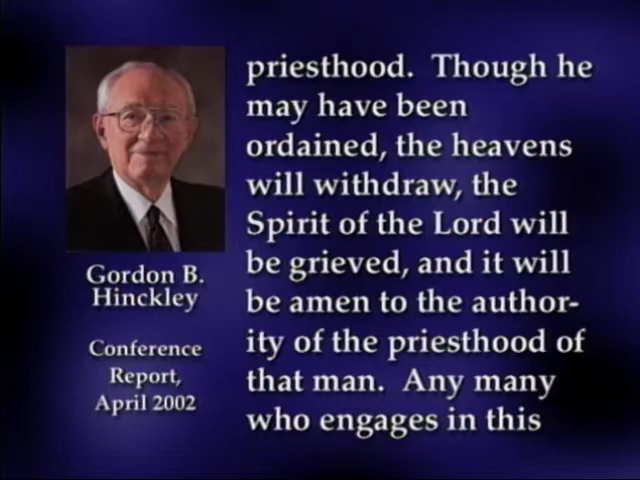 priesthood. Though he
may have been
ordained, the heavens
will withdraw, the
Spirit of the Lord will
be grieved, and it will
be amen to the author-
ity of the priesthood of
that man. Any many
who engages in this
Gordon B.
Hinckley
Conference
Report,
April 2002